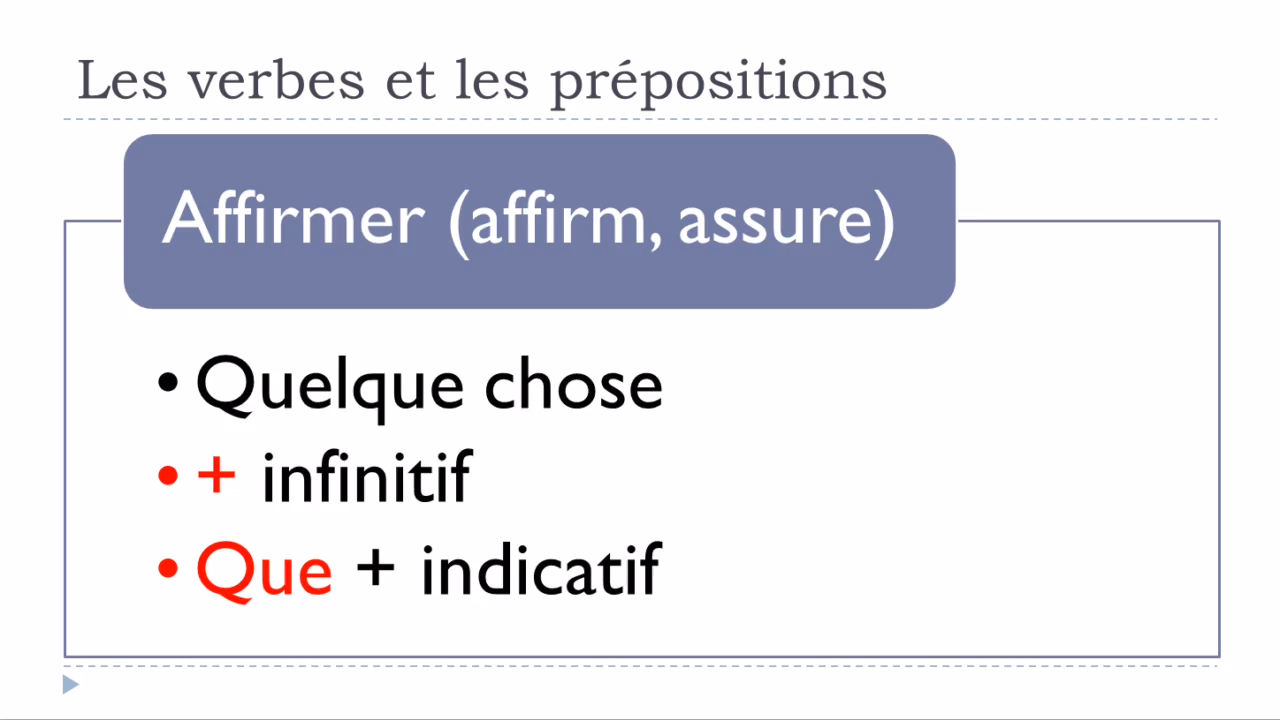 Les verbes et les prépositions
Affirmer (affirm, assure)
• Quelque chose
• + infinitif
• Que + indicatif